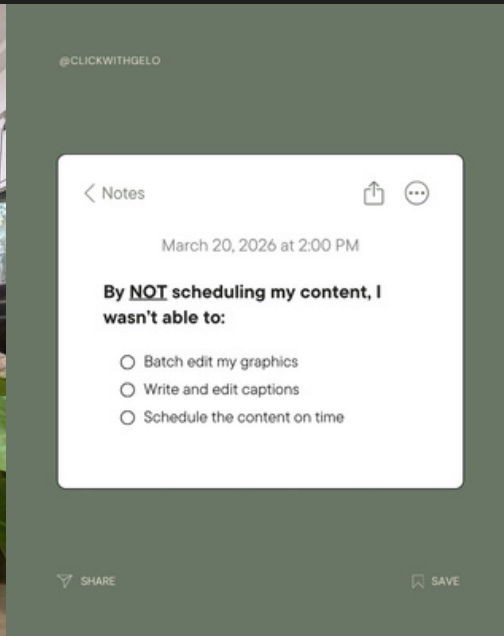 @CLICKWITHGELO
Notes
March 20, 2026 at 2:00 PM
By NOT scheduling my content, I
wasn't able to:
Batch edit my graphics
Write and edit captions
Schedule the content on time
SHARE
SAVE